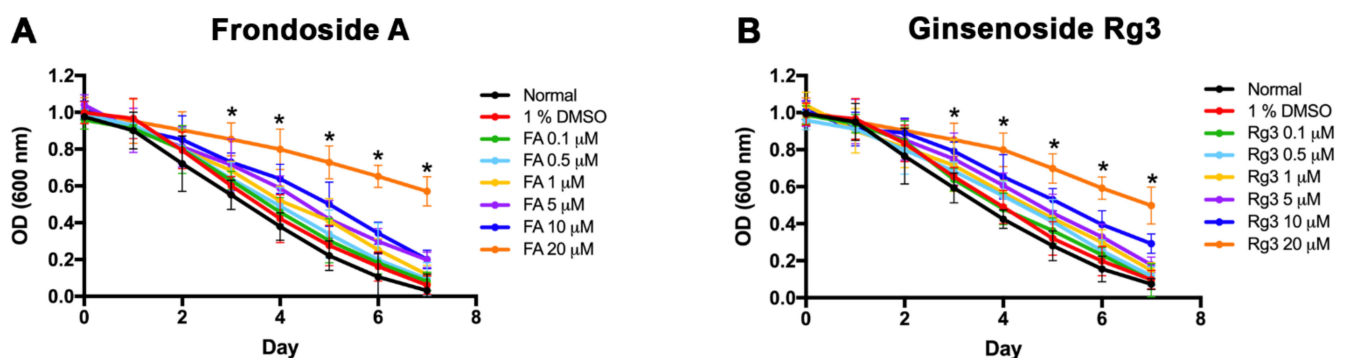 A
Frondoside A
OD (600 nm)
1.2
1.0
0.8
0.6
0.4
0.2
0.0
0 2 4 6 8
Day
* * * * *
Normal
1 % DMSO
FA 0.1 μM
FA 0.5 μM
FA 1 μM
FA 5 μM
FA 10 μM
FA 20 μM
B
Ginsenoside Rg3
OD (600 nm)
1.2
1.0
0.8
0.6
0.4
0.2
0.0
0 2 4 6 8
Day
* * * * *
Normal
1 % DMSO
Rg3 0.1 μM
Rg3 0.5 μM
Rg3 1 μM
Rg3 5 μM
Rg3 10 μM
Rg3 20 μM